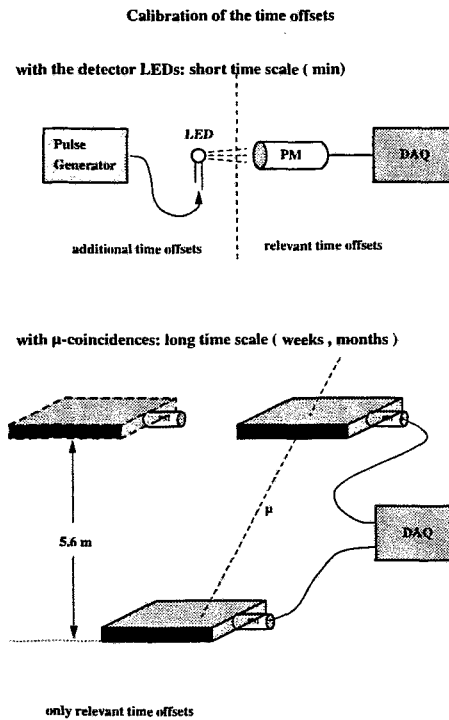 Calibration of the time offsets
with the detector LEDs: short time scale ( min)
LED
Pulse
Generator
PM
DAQ
additional time offsets
relevant time offsets
with μ-coincidences: long time scale ( weeks , months )
PM
PM
μ
DAQ
5.6 m
PM
only relevant time offsets